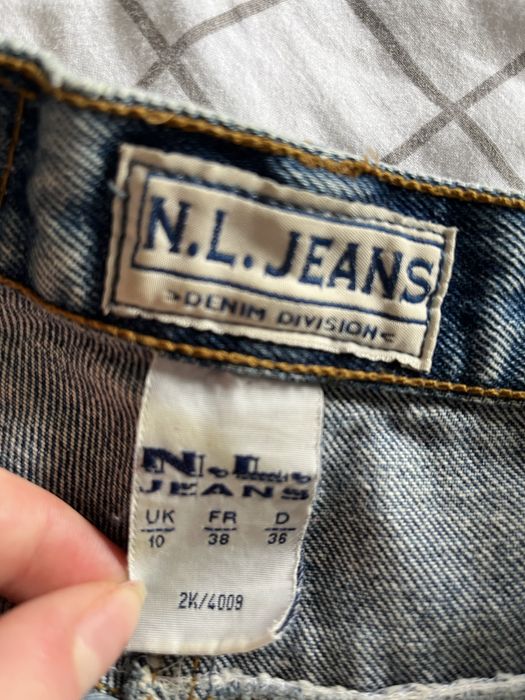 N.L. JEANS
>DENIM DIVISION<
N.L.
JEANS
UK FR D
10 38 36
2K/4009